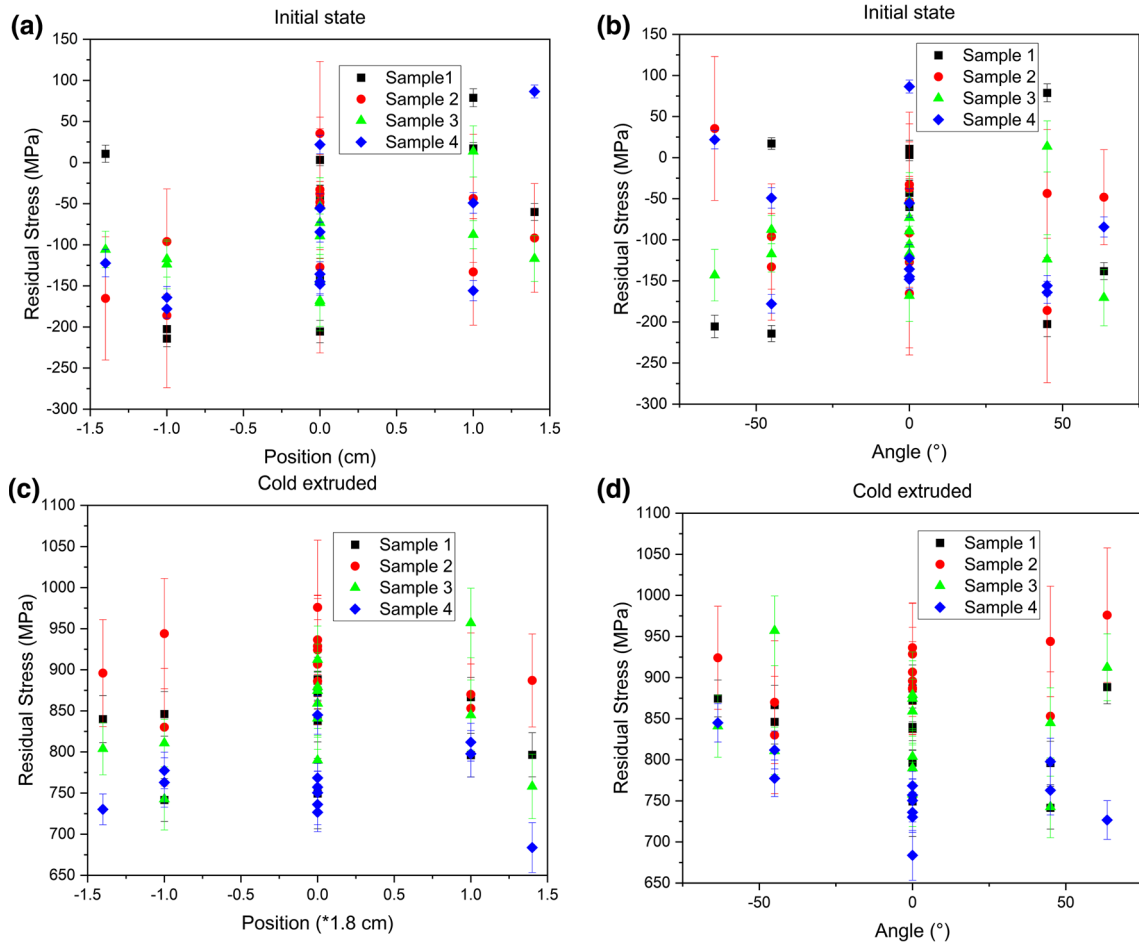 (a)
Initial state
Residual Stress (MPa)
150
100
50
0
-50
-100
-150
-200
-250
-300
Sample1
Sample 2
Sample 3
Sample 4
-1.5
-1.0
-0.5
0.0
0.5
1.0
1.5
Position (cm)
(b)
Initial state
Residual Stress (MPa)
150
100
50
0
-50
-100
-150
-200
-250
-300
Sample 1
Sample 2
Sample 3
Sample 4
-50
0
50
Angle (°)
(c)
Cold extruded
Residual Stress (MPa)
1100
1050
1000
950
900
850
800
750
700
650
Sample 1
Sample 2
Sample 3
Sample 4
-1.5
-1.0
-0.5
0.0
0.5
1.0
1.5
Position (*1.8 cm)
(d)
Cold extruded
Residual Stress (MPa)
1100
1050
1000
950
900
850
800
750
700
650
Sample 1
Sample 2
Sample 3
Sample 4
-50
0
50
Angle (°)